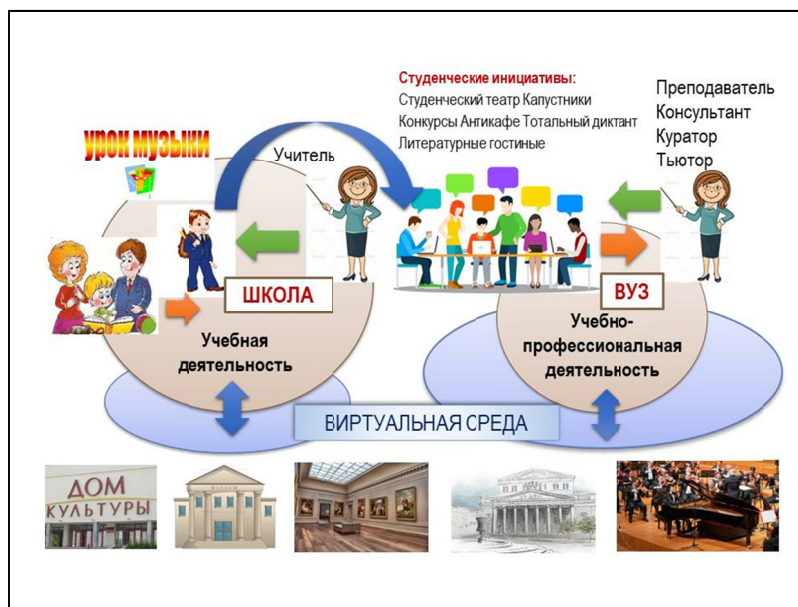 Студенческие инициативы:
Студенческий театр Капустники
Конкурсы Антикафе Тотальный диктант
Литературные гостиные
Преподаватель
Консультант
Куратор
Тьютор
урок музыки
Учитель
ШКОЛА
ВУЗ
Учебная
деятельность
Учебно-
профессиональная
деятельность
ВИРТУАЛЬНАЯ СРЕДА
ДОМ
КУЛЬТУРЫ
MUSEUM